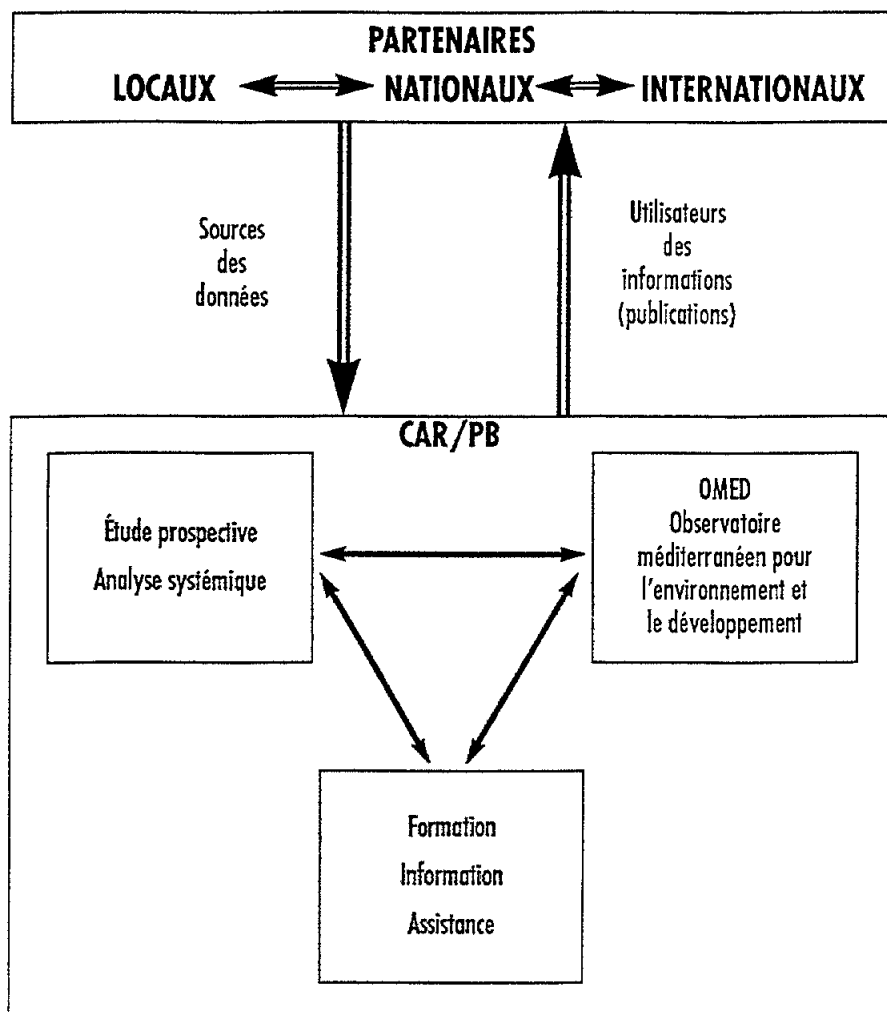 PARTENAIRES
LOCAUX NATIONAUX INTERNATIONAUX
Sources
des
données
Utilisateurs
des
informations
(publications)
CAR/PB
Étude prospective
Analyse systémique
OMED
Observatoire
méditerranéen pour
l'environnement et
le développement
Formation
Information
Assistance